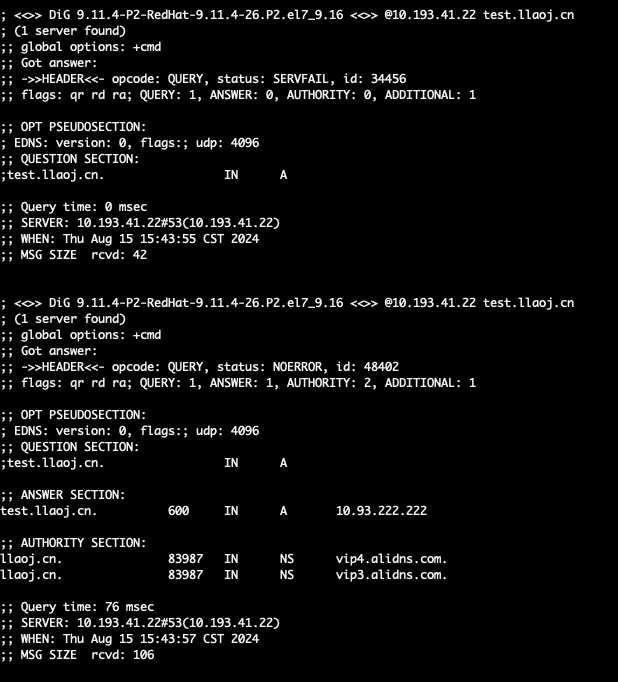 ; <<>> DiG 9.11.4-P2-RedHat-9.11.4-26.P2.el7_9.16 <<>> @10.193.41.22 test.llaoj.cn
; (1 server found)
;; global options: +cmd
;; Got answer:
;; ->>HEADER<<- opcode: QUERY, status: SERVFAIL, id: 34456
;; flags: qr rd ra; QUERY: 1, ANSWER: 0, AUTHORITY: 0, ADDITIONAL: 1

;; OPT PSEUDOSECTION:
; EDNS: version: 0, flags:; udp: 4096
;; QUESTION SECTION:
;test.llaoj.cn. IN A

;; Query time: 0 msec
;; SERVER: 10.193.41.22#53(10.193.41.22)
;; WHEN: Thu Aug 15 15:43:55 CST 2024
;; MSG SIZE rcvd: 42

; <<>> DiG 9.11.4-P2-RedHat-9.11.4-26.P2.el7_9.16 <<>> @10.193.41.22 test.llaoj.cn
; (1 server found)
;; global options: +cmd
;; Got answer:
;; ->>HEADER<<- opcode: QUERY, status: NOERROR, id: 48402
;; flags: qr rd ra; QUERY: 1, ANSWER: 1, AUTHORITY: 2, ADDITIONAL: 1

;; OPT PSEUDOSECTION:
; EDNS: version: 0, flags:; udp: 4096
;; QUESTION SECTION:
;test.llaoj.cn. IN A

;; ANSWER SECTION:
test.llaoj.cn. 600 IN A 10.93.222.222

;; AUTHORITY SECTION:
llaoj.cn. 83987 IN NS vip4.alidns.com.
llaoj.cn. 83987 IN NS vip3.alidns.com.

;; Query time: 76 msec
;; SERVER: 10.193.41.22#53(10.193.41.22)
;; WHEN: Thu Aug 15 15:43:57 CST 2024
;; MSG SIZE rcvd: 106